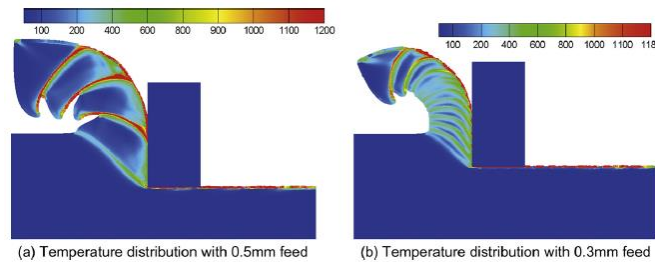 100 200 400 600 800 900 1000 1100 1200
100 200 400 600 800 1000 118
(a) Temperature distribution with 0.5mm feed
(b) Temperature distribution with 0.3mm feed